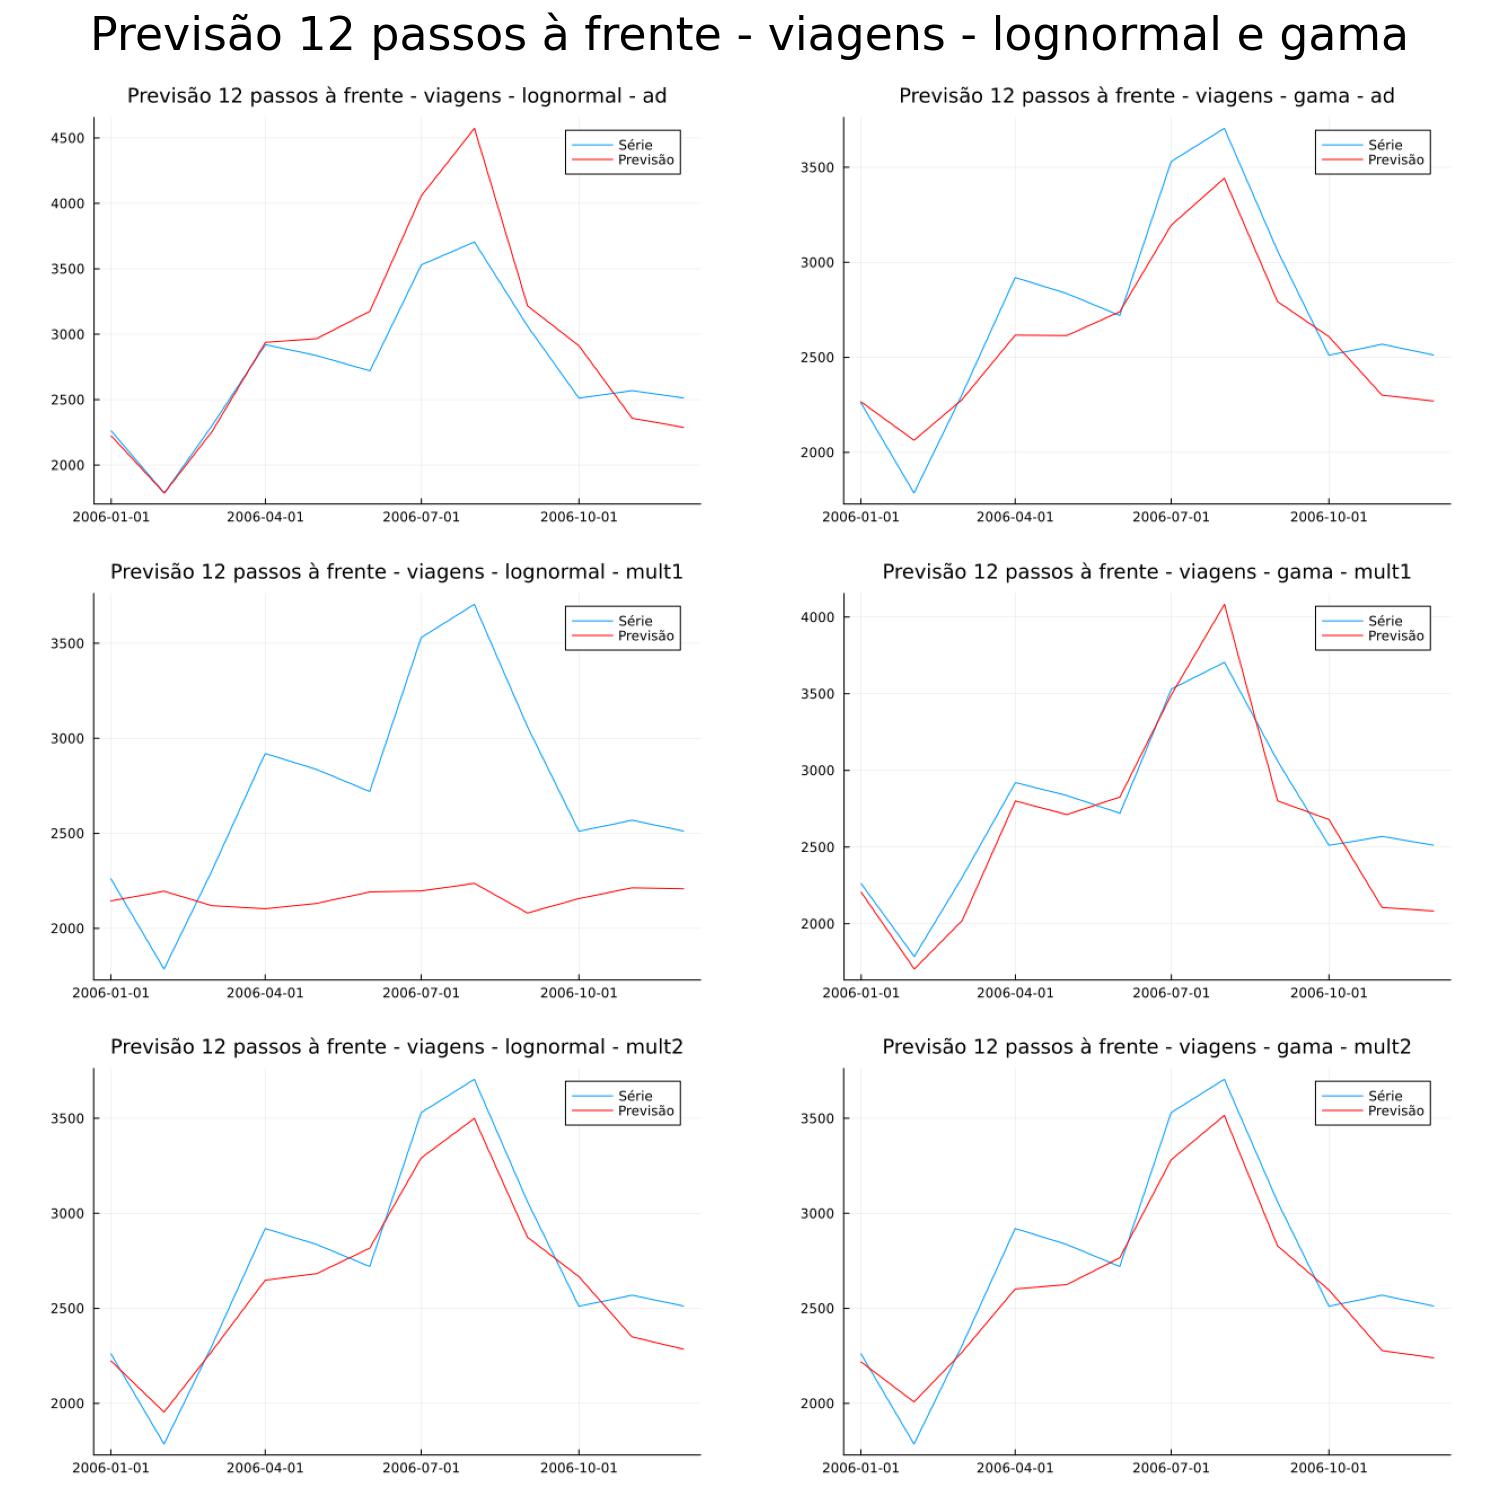 Previsão 12 passos à frente - viagens - lognormal e gama
Previsão 12 passos à frente - viagens - lognormal - ad
4500
4000
3500
3000
2500
2000
2006-01-01 2006-04-01 2006-07-01 2006-10-01
Série
Previsão
Previsão 12 passos à frente - viagens - gama - ad
3500
3000
2500
2000
2006-01-01 2006-04-01 2006-07-01 2006-10-01
Série
Previsão
Previsão 12 passos à frente - viagens - lognormal - mult1
3500
3000
2500
2000
2006-01-01 2006-04-01 2006-07-01 2006-10-01
Série
Previsão
Previsão 12 passos à frente - viagens - gama - mult1
4000
3500
3000
2500
2000
2006-01-01 2006-04-01 2006-07-01 2006-10-01
Série
Previsão
Previsão 12 passos à frente - viagens - lognormal - mult2
3500
3000
2500
2000
2006-01-01 2006-04-01 2006-07-01 2006-10-01
Série
Previsão
Previsão 12 passos à frente - viagens - gama - mult2
3500
3000
2500
2000
2006-01-01 2006-04-01 2006-07-01 2006-10-01
Série
Previsão